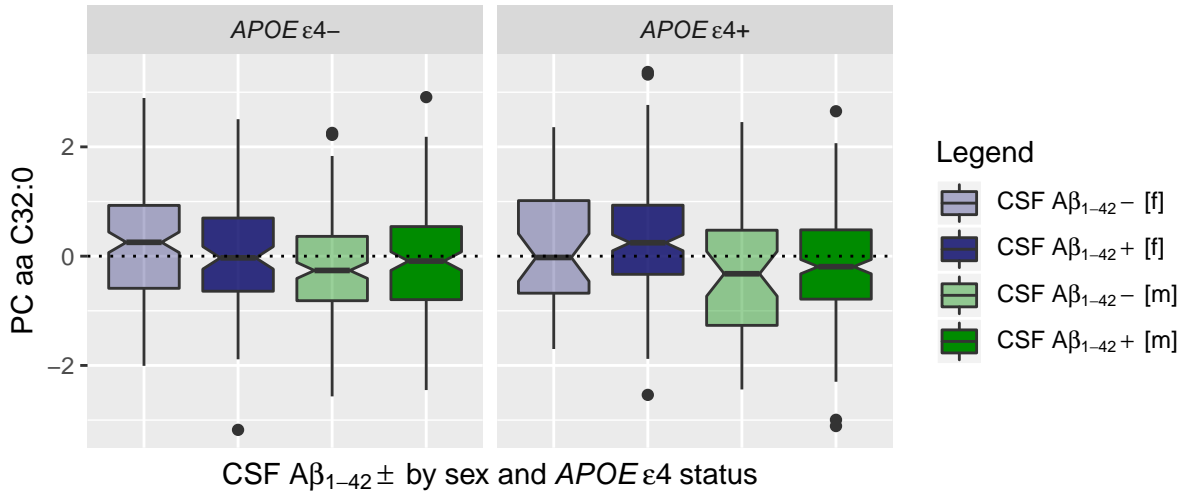 APOE ε4− APOE ε4+
PC aa C32:0
2
0
−2
CSF Aβ₁₋₄₂ ± by sex and APOE ε4 status
Legend
CSF Aβ₁₋₄₂ − [f]
CSF Aβ₁₋₄₂ + [f]
CSF Aβ₁₋₄₂ − [m]
CSF Aβ₁₋₄₂ + [m]